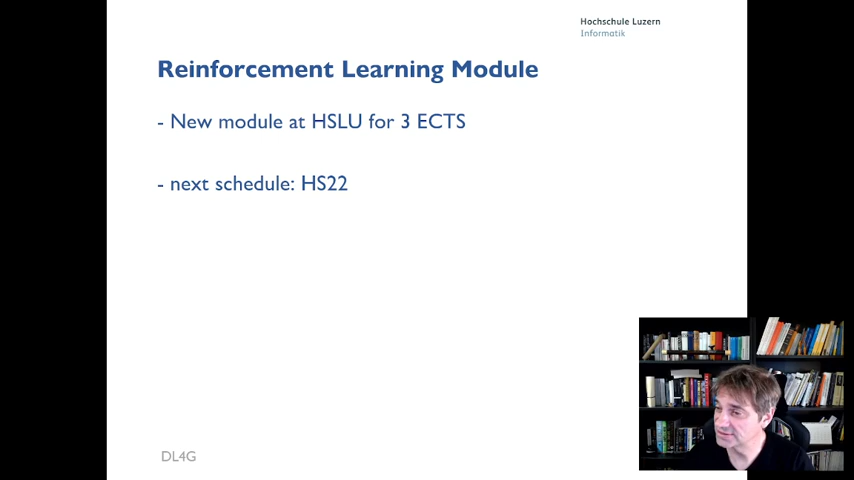 Hochschule Luzern
Informatik
Reinforcement Learning Module
- New module at HSLU for 3 ECTS
- next schedule: HS22
DL4G